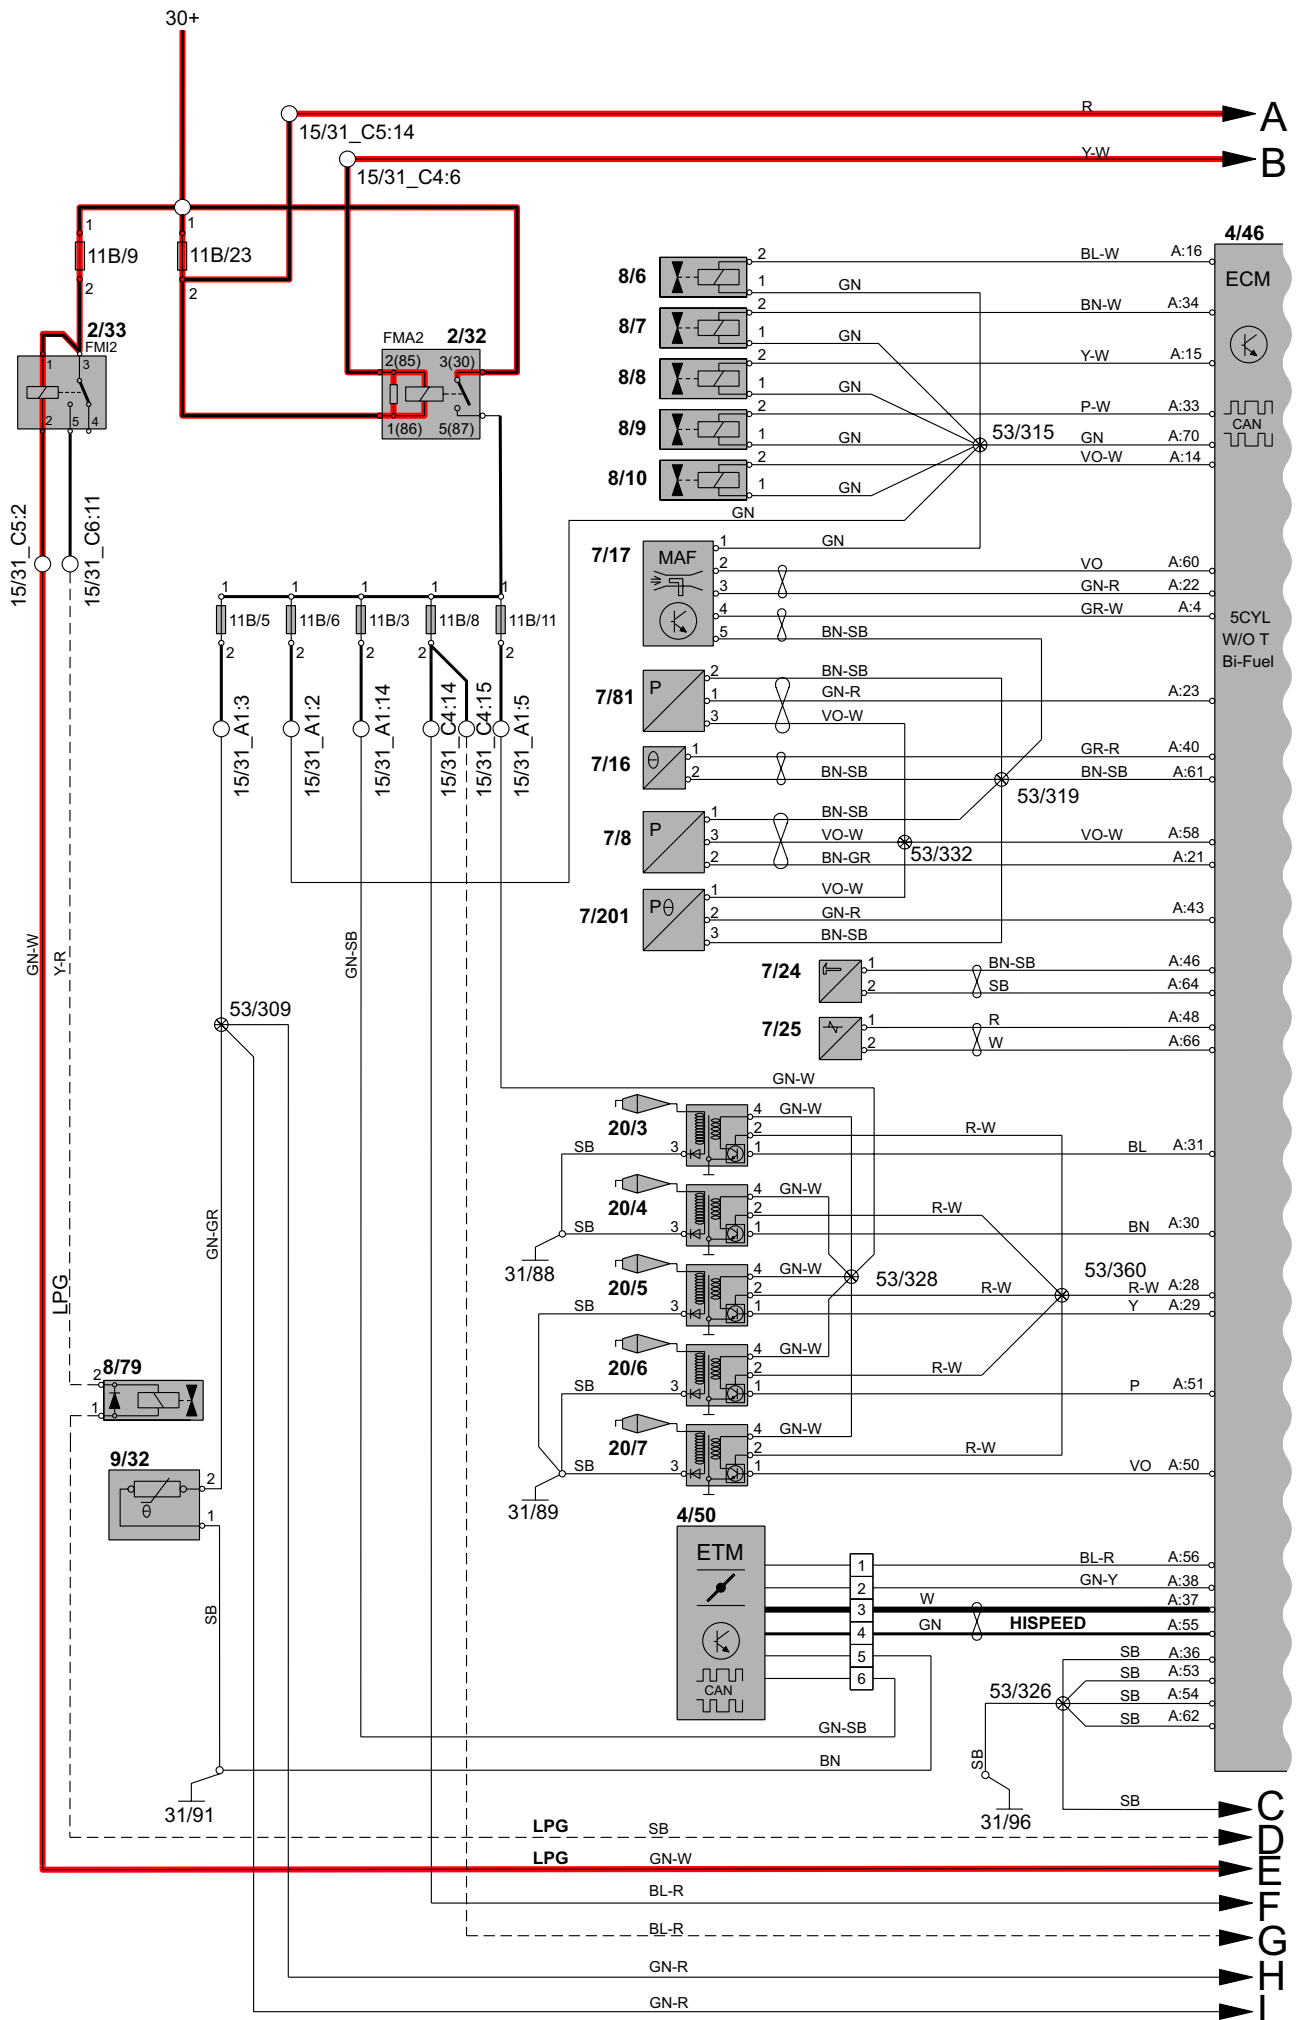 30+
R
A
15/31_C5:14
Y-W
B
15/31_C4:6
1
1
11B/9
11B/23
2
2
2/33
FMI2
1
3
2
5
4
FMA2
2/32
2(85)
3(30)
1(86)
5(87)
15/31_C5:2
15/31_C6:11
4/46
ECM
CAN
5CYL
W/O T
Bi-Fuel
8/6
2
BL-W
A:16
1
GN
8/7
2
BN-W
A:34
1
GN
8/8
2
Y-W
A:15
1
GN
8/9
2
P-W
A:33
1
GN
53/315
GN
A:70
8/10
2
VO-W
A:14
1
GN
GN
7/17
MAF
1
GN
2
VO
A:60
3
GN-R
A:22
4
GR-W
A:4
5
BN-SB
1
1
1
1
1
11B/5
11B/6
11B/3
11B/8
11B/11
2
2
2
2
2
15/31_A1:3
15/31_A1:2
15/31_A1:14
15/31_C4:14
15/31_C4:15
15/31_A1:5
7/81
P
2
BN-SB
1
GN-R
A:23
3
VO-W
7/16
θ
1
GR-R
A:40
2
BN-SB
BN-SB
A:61
53/319
7/8
P
1
BN-SB
3
VO-W
VO-W
A:58
53/332
2
BN-GR
A:21
7/201
Pθ
1
VO-W
2
GN-R
A:43
3
BN-SB
GN-W
Y-R
GN-SB
7/24
1
BN-SB
A:46
2
SB
A:64
53/309
7/25
1
R
A:48
2
W
A:66
GN-W
20/3
4
GN-W
2
R-W
SB
3
1
BL
A:31
20/4
4
GN-W
2
R-W
SB
3
1
BN
A:30
31/88
GN-GR
LPG
20/5
4
GN-W
53/328
53/360
2
R-W
R-W
A:28
SB
3
1
Y
A:29
20/6
4
GN-W
2
R-W
SB
3
1
P
A:51
8/79
2
1
20/7
4
GN-W
2
R-W
SB
3
1
VO
A:50
31/89
9/32
2
θ
1
4/50
ETM
CAN
1
BL-R
A:56
2
GN-Y
A:38
3
W
A:37
4
GN
HISPEED
A:55
5
SB
A:36
6
SB
A:53
53/326
SB
A:54
SB
A:62
SB
GN-SB
BN
SB
31/91
31/96
SB
C
LPG
SB
D
LPG
GN-W
E
BL-R
F
BL-R
G
GN-R
H
GN-R
I